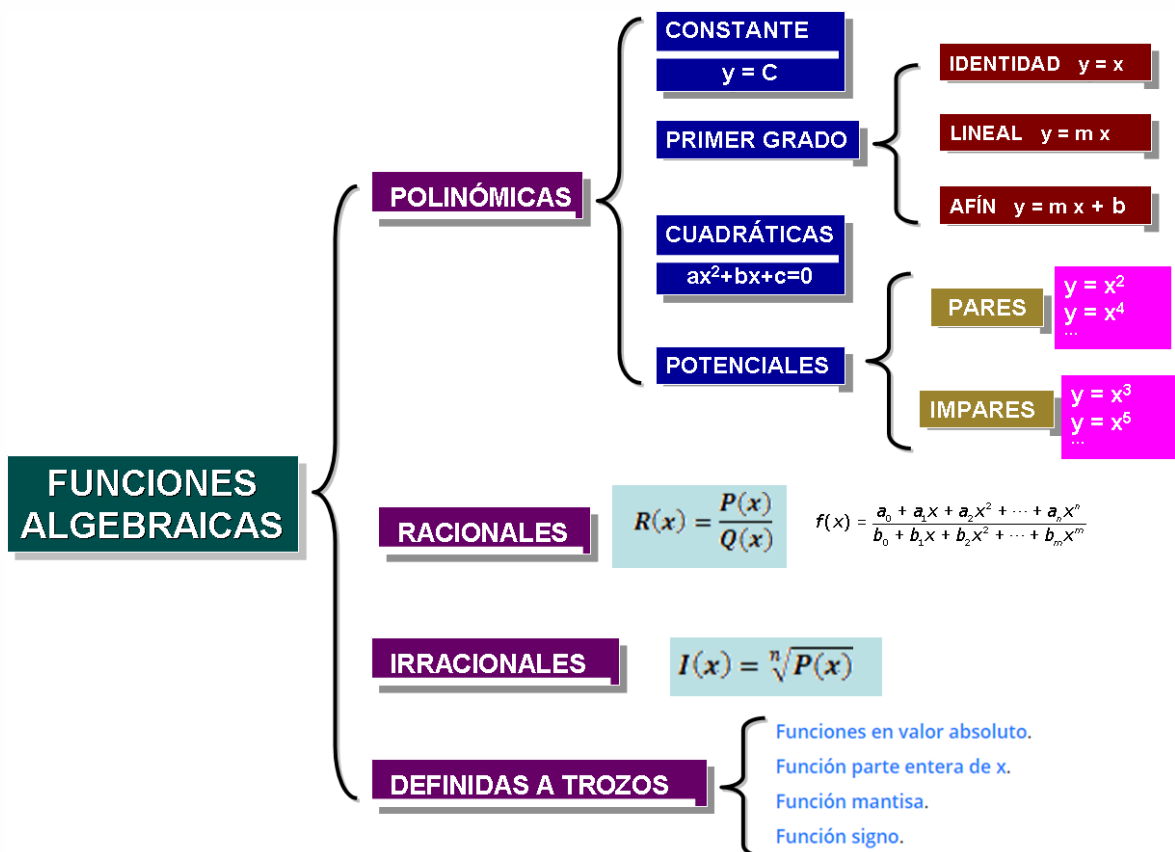 FUNCIONES
ALGEBRAICAS
POLINÓMICAS
CONSTANTE
y = C
PRIMER GRADO
IDENTIDAD y = x
LINEAL y = m x
AFÍN y = m x + b
CUADRÁTICAS
ax²+bx+c=0
POTENCIALES
PARES
y = x²
y = x⁴
...
IMPARES
y = x³
y = x⁵
...
RACIONALES
R(x) = P(x)/Q(x)
f(x) = (a₀ + a₁x + a₂x² + ⋯ + aₙxⁿ)/(b₀ + b₁x + b₂x² + ⋯ + bₘxᵐ)
IRRACIONALES
I(x) = ⁿ√P(x)
DEFINIDAS A TROZOS
Funciones en valor absoluto.
Función parte entera de x.
Función mantisa.
Función signo.